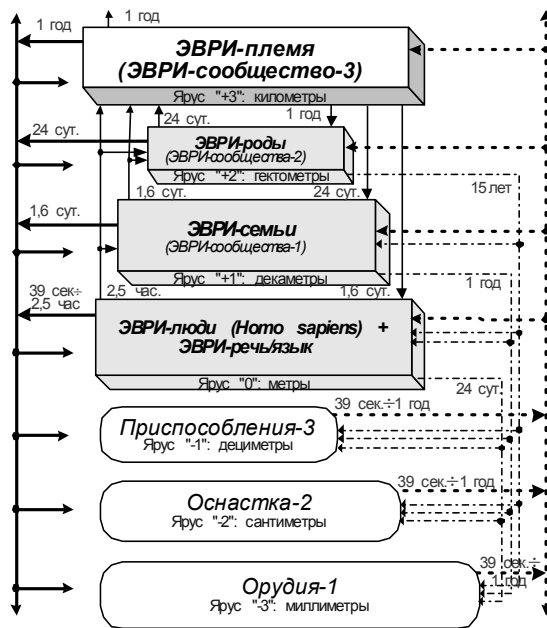 1 год
1 год
ЭВРИ-племя
(ЭВРИ-сообщество-3)
Ярус "+3": километры
24 сут.
24 сут.
1 год
ЭВРИ-роды
(ЭВРИ-сообщества-2)
Ярус "+2": гектометры
15 лет
1,6 сут.
1,6 сут.
24 сут.
ЭВРИ-семьи
(ЭВРИ-сообщества-1)
Ярус "+1": декаметры
1 год
39 сек÷
2,5 час
2,5 час.
1,6 сут.
ЭВРИ-люди (Homo sapiens) +
ЭВРИ-речь/язык
Ярус "0": метры
24 сут.
39 сек.÷1 год
Приспособления-3
Ярус "-1": дециметры
39 сек.÷1 год
Оснастка-2
Ярус "-2": сантиметры
39 сек.÷
1 год
Орудия-1
Ярус "-3": миллиметры